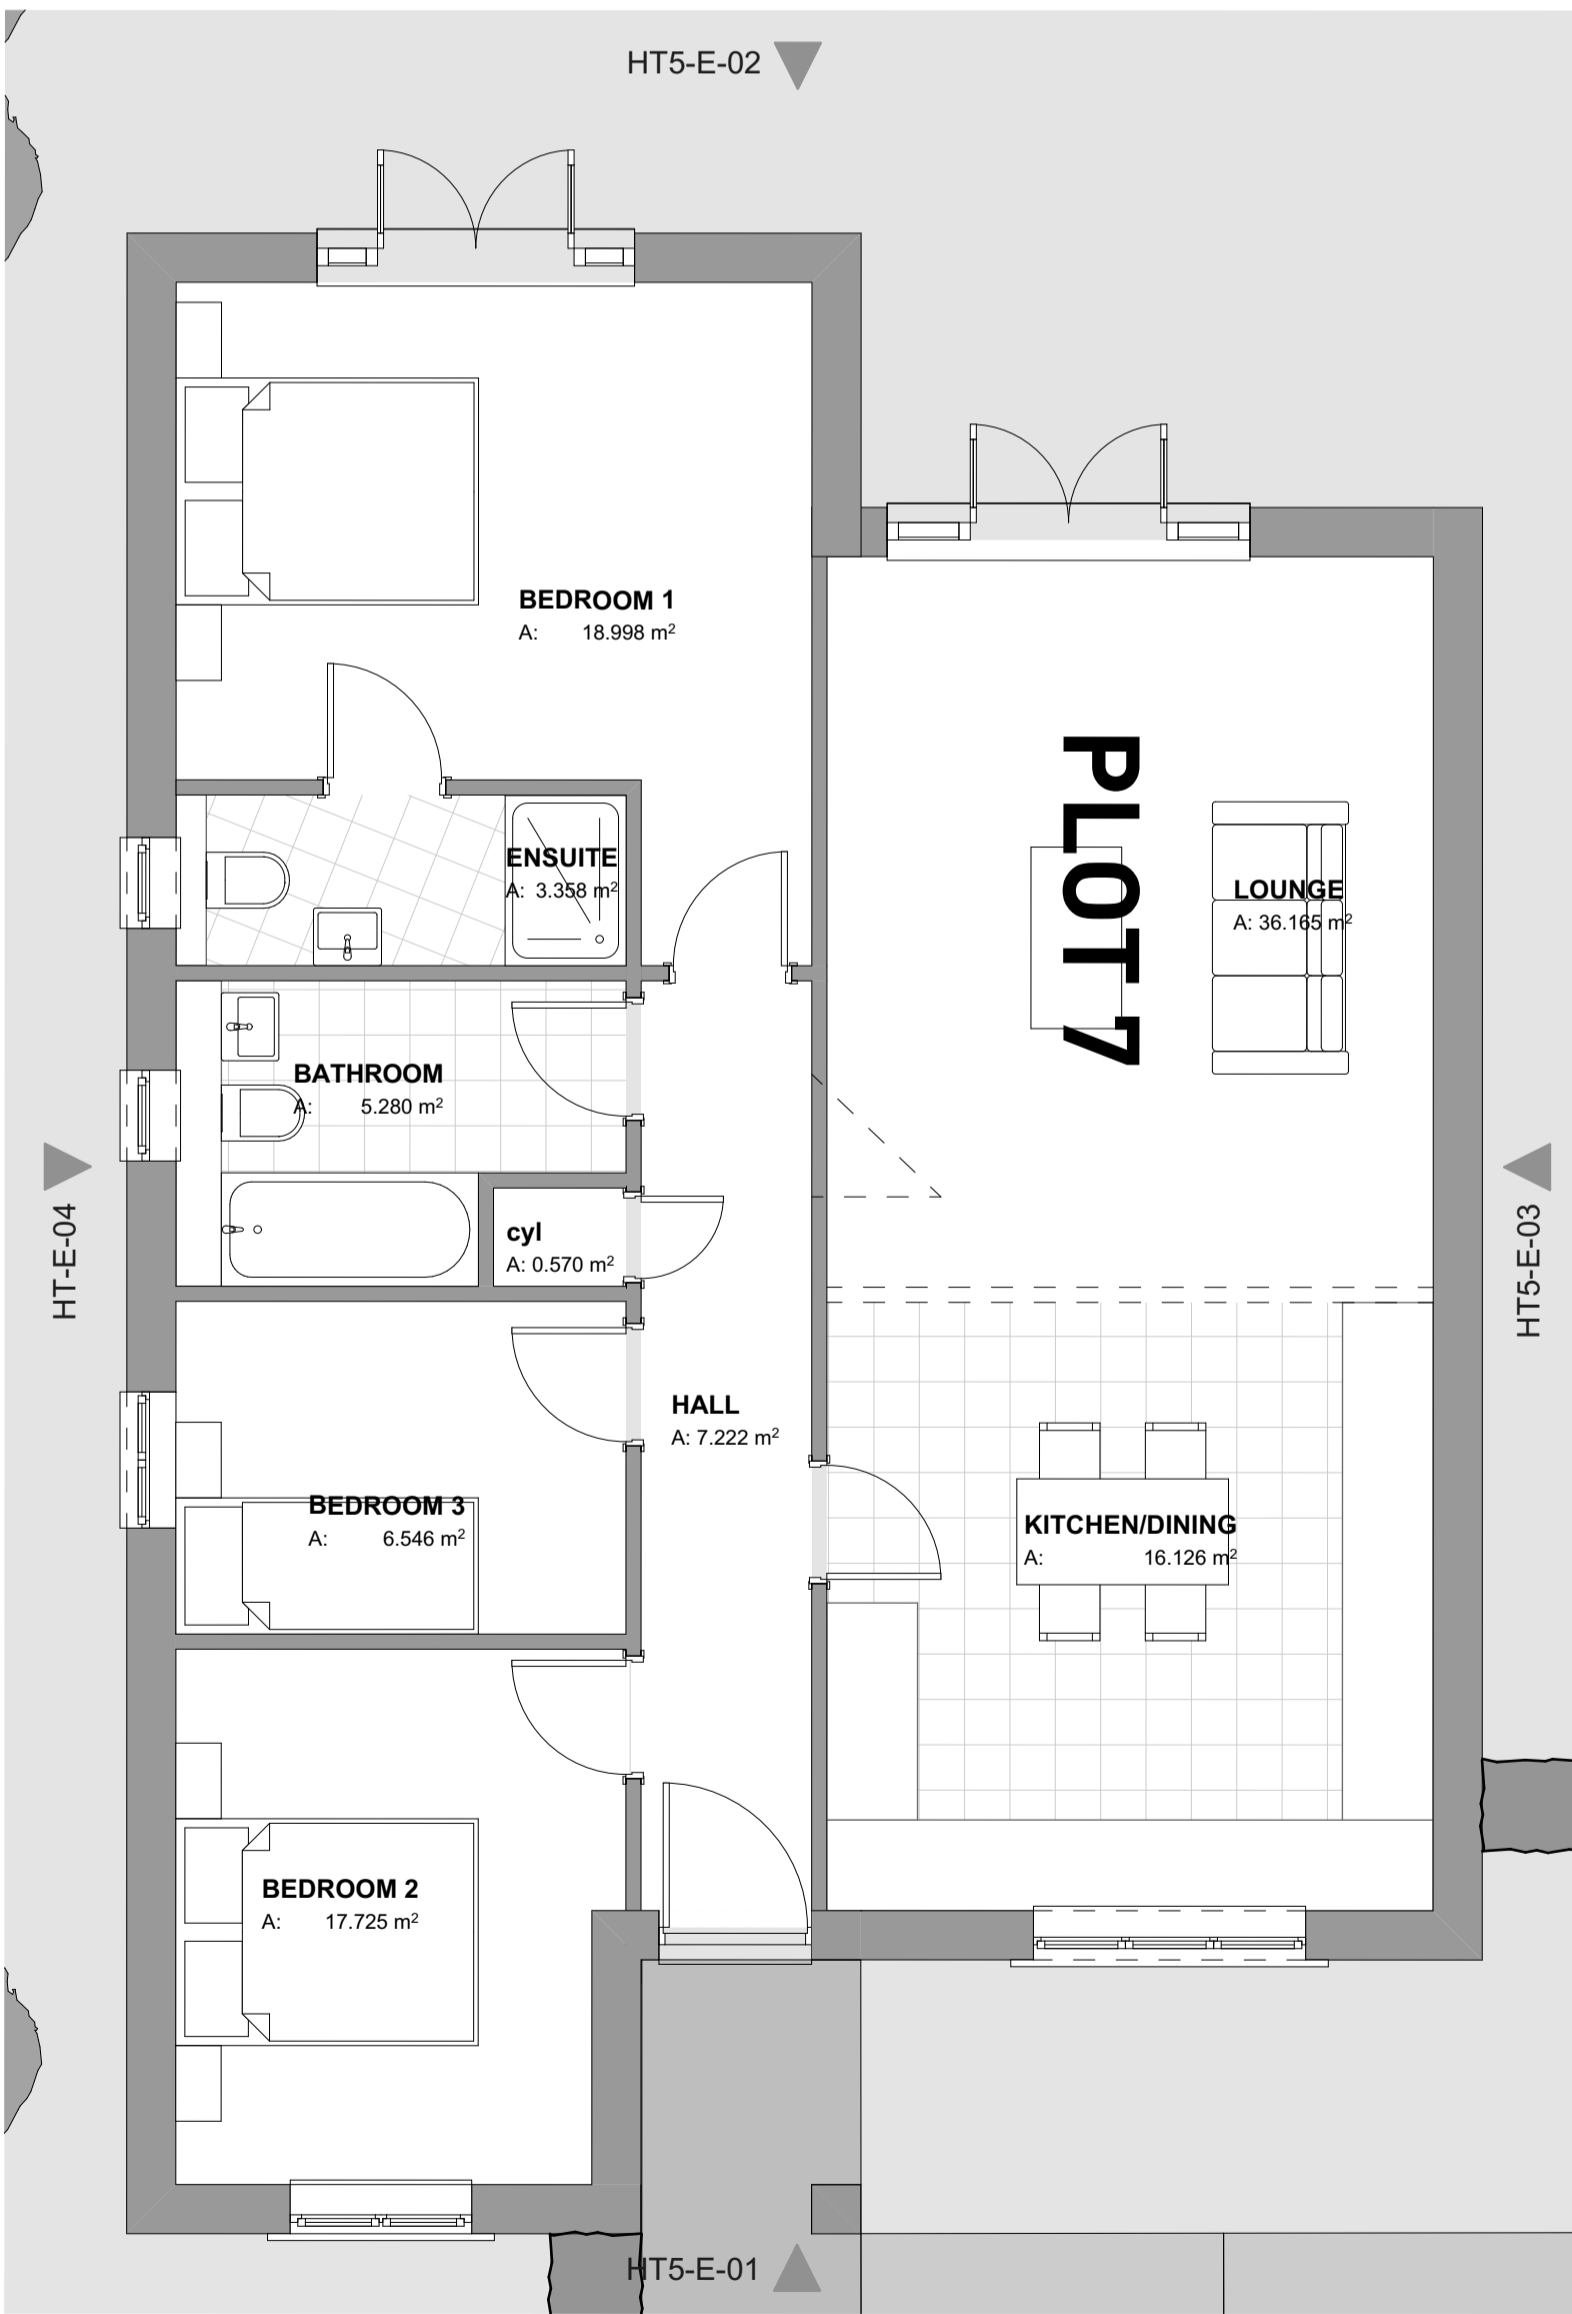 HT5-E-02
BEDROOM 1
A: 18.998 m²
PLOT 7
ENSUITE
A: 3.358 m²
LOUNGE
A: 36.165 m²
BATHROOM
A: 5.280 m²
HT-E-04
HT5-E-03
cyl
A: 0.570 m²
HALL
A: 7.222 m²
BEDROOM 3
A: 6.546 m²
KITCHEN/DINING
A: 16.126 m²
BEDROOM 2
A: 17.725 m²
HT5-E-01